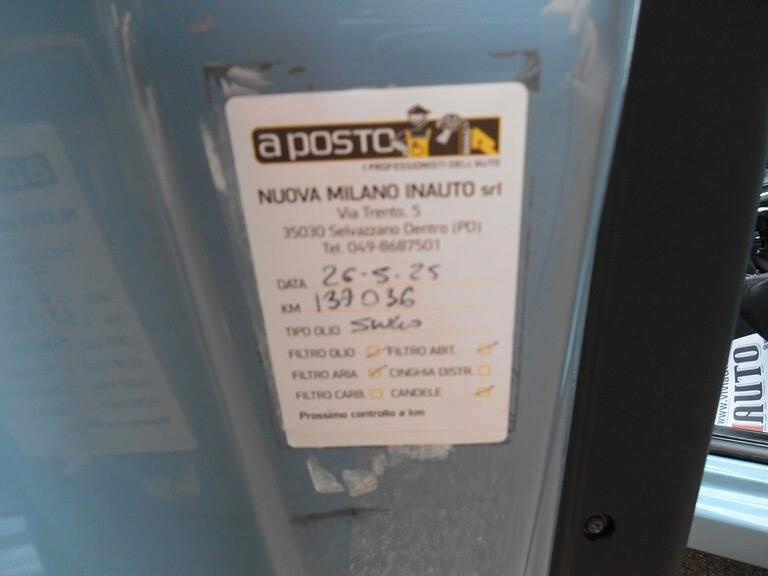 a POSTO
I PROFESSIONISTI DELL'AUTO
NUOVA MILANO INAUTO srl
Via Trento, 5
35030 Selvazzano Dentro (PD)
Tel. 049-8687501
DATA 26-5-25
KM 137036
TIPO OLIO
FILTRO OLIO FILTRO ABIT.
FILTRO ARIA CINGHIA DISTR.
FILTRO CARB. CANDELE
Prossimo controllo a km
AUTO